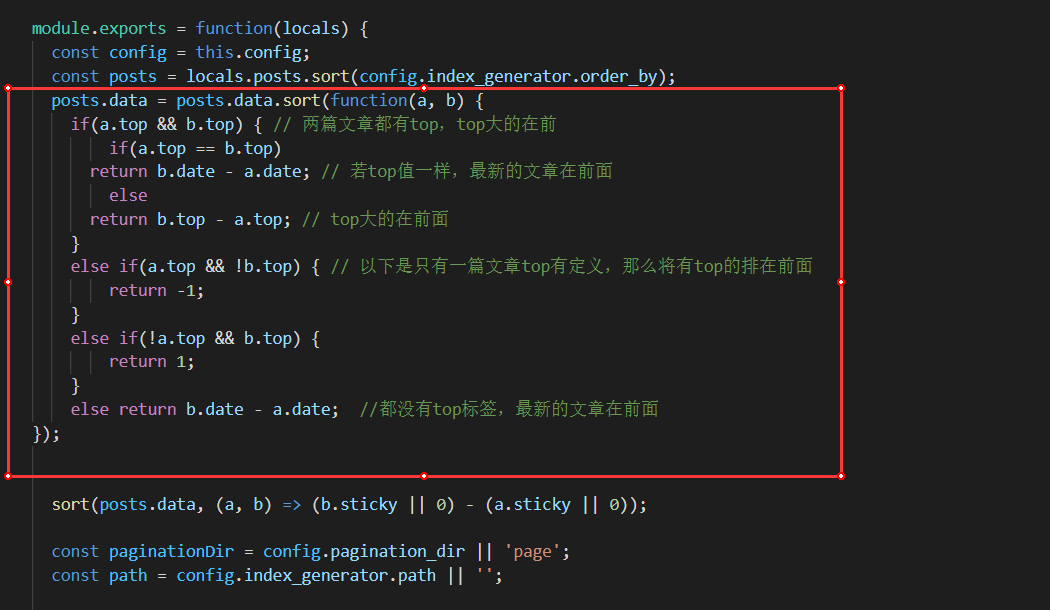 module.exports = function(locals) {
const config = this.config;
const posts = locals.posts.sort(config.index_generator.order_by);
posts.data = posts.data.sort(function(a, b) {
if(a.top && b.top) { // 两篇文章都有top，top大的在前
if(a.top == b.top)
return b.date - a.date; // 若top值一样，最新的文章在前面
else
return b.top - a.top; // top大的在前面
}
else if(a.top && !b.top) { // 以下是只有一篇文章top有定义，那么将有top的排在前面
return -1;
}
else if(!a.top && b.top) {
return 1;
}
else return b.date - a.date;  //都没有top标签，最新的文章在前面
});
sort(posts.data, (a, b) => (b.sticky || 0) - (a.sticky || 0));
const paginationDir = config.pagination_dir || 'page';
const path = config.index_generator.path || '';